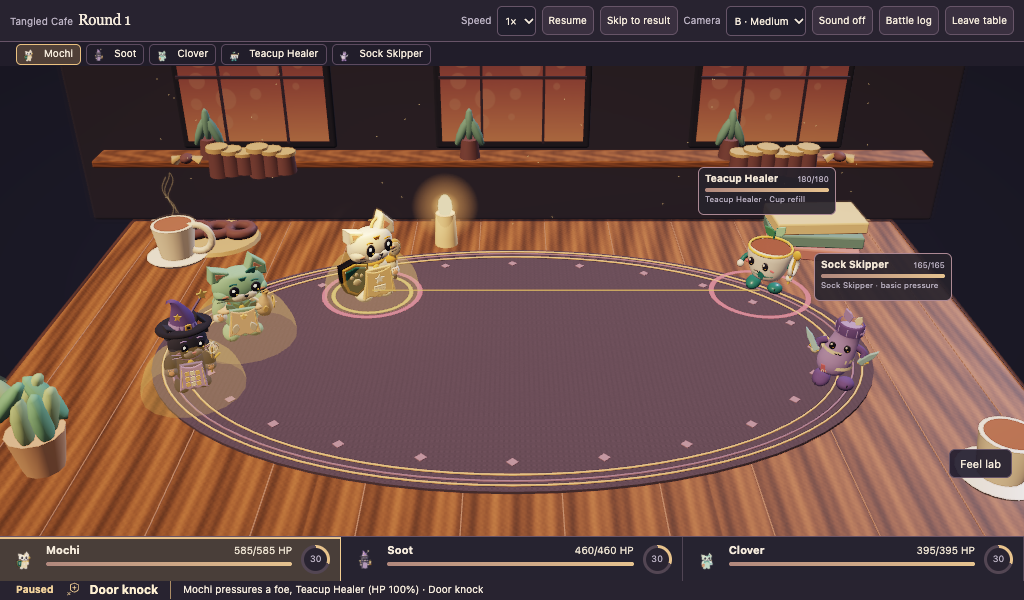 Tangled Cafe Round 1
Speed 1x Resume Skip to result Camera B · Medium Sound off Battle log Leave table
Mochi Soot Clover Teacup Healer Sock Skipper
Teacup Healer 180/180
Teacup Healer · Cup refill
Sock Skipper 165/165
Sock Skipper · basic pressure
Feel lab
Mochi 585/585 HP 30
Soot 460/460 HP 30
Clover 395/395 HP 30
Paused Door knock Mochi pressures a foe, Teacup Healer (HP 100%) · Door knock